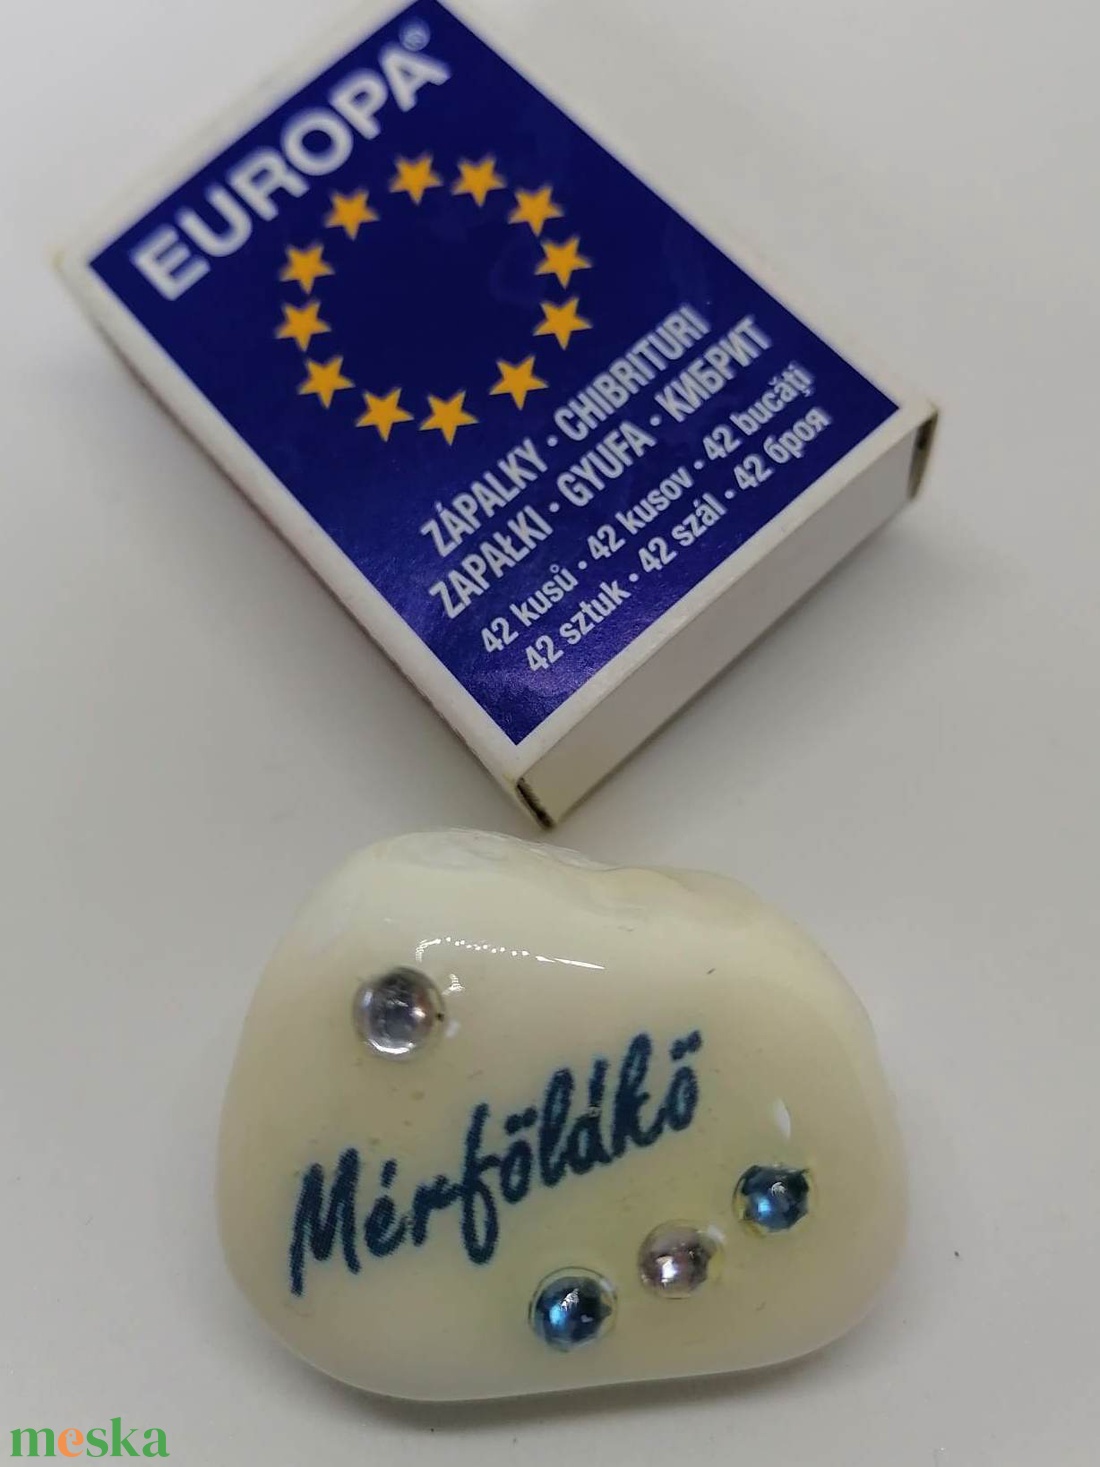 EUROPA®
ZÁPALKY • CHIBRITURI
ZAPAŁKI • GYUFA • КИБРИТ
42 kusů • 42 kusov • 42 bucăţi
42 sztuk • 42 szál • 42 броя
Mérföldkő
meska